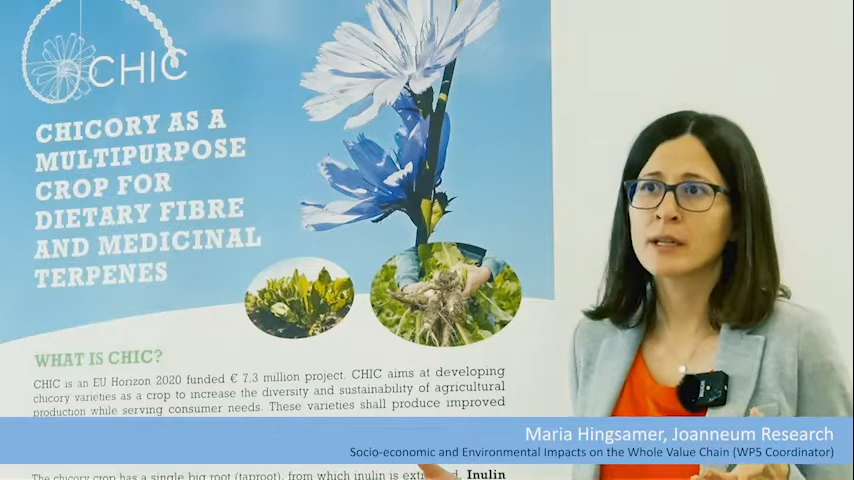 CHIC
CHICORY AS A
MULTIPURPOSE
CROP FOR
DIETARY FIBRE
AND MEDICINAL
TERPENES
WHAT IS CHIC?
CHIC is an EU Horizon 2020 funded € 7.3 million project. CHIC aims at developing
chicory varieties as a crop to increase the diversity and sustainability of agricultural
production while serving consumer needs. These varieties shall produce improved
Maria Hingsamer, Joanneum Research
Socio-economic and Environmental Impacts on the Whole Value Chain (WP5 Coordinator)
The chicory crop has a single big root (taproot), from which inulin is Inulin